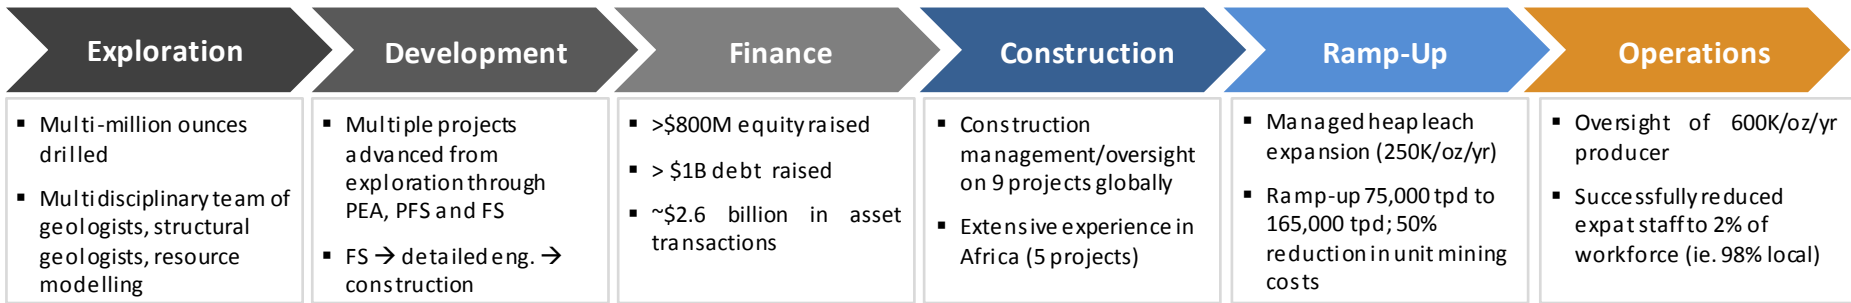 Exploration
Development
Finance
Construction
Ramp-Up
Operations
▪ Multi-million ounces
drilled
▪ Multidisciplinary team of
geologists, structural
geologists, resource
modelling
▪ Multiple projects
advanced from
exploration through
PEA, PFS and FS
▪ FS → detailed eng. →
construction
▪ >$800M equity raised
▪ > $1B debt raised
▪ ~$2.6 billion in asset
transactions
▪ Construction
management/oversight
on 9 projects globally
▪ Extensive experience in
Africa (5 projects)
▪ Managed heap leach
expansion (250K/oz/yr)
▪ Ramp-up 75,000 tpd to
165,000 tpd; 50%
reduction in unit mining
costs
▪ Oversight of 600K/oz/yr
producer
▪ Successfully reduced
expat staff to 2% of
workforce (ie. 98% local)